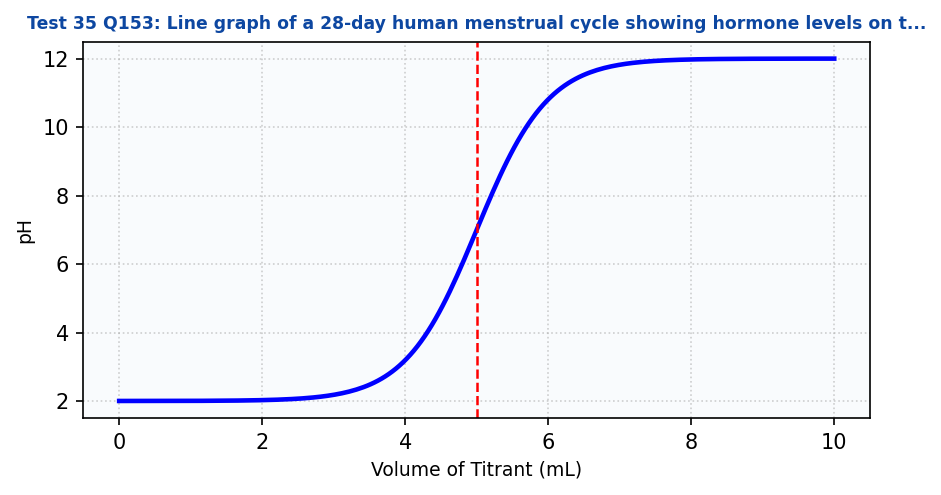 Test 35 Q153: Line graph of a 28-day human menstrual cycle showing hormone levels on t...
12
10
8
6
4
2
pH
0 2 4 6 8 10
Volume of Titrant (mL)